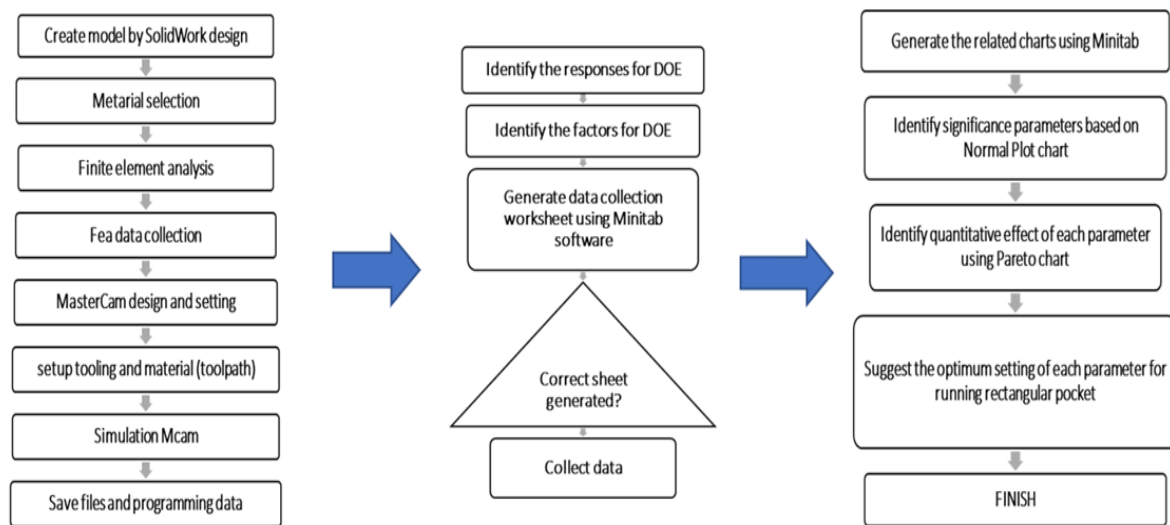 Create model by SolidWork design
Metarial selection
Finite element analysis
Fea data collection
MasterCam design and setting
setup tooling and material (toolpath)
Simulation Mcam
Save files and programming data
Identify the responses for DOE
Identify the factors for DOE
Generate data collection
worksheet using Minitab
software
Correct sheet
generated?
Collect data
Generate the related charts using Minitab
Identify significance parameters based on
Normal Plot chart
Identify quantitative effect of each parameter
using Pareto chart
Suggest the optimum setting of each parameter for
running rectangular pocket
FINISH